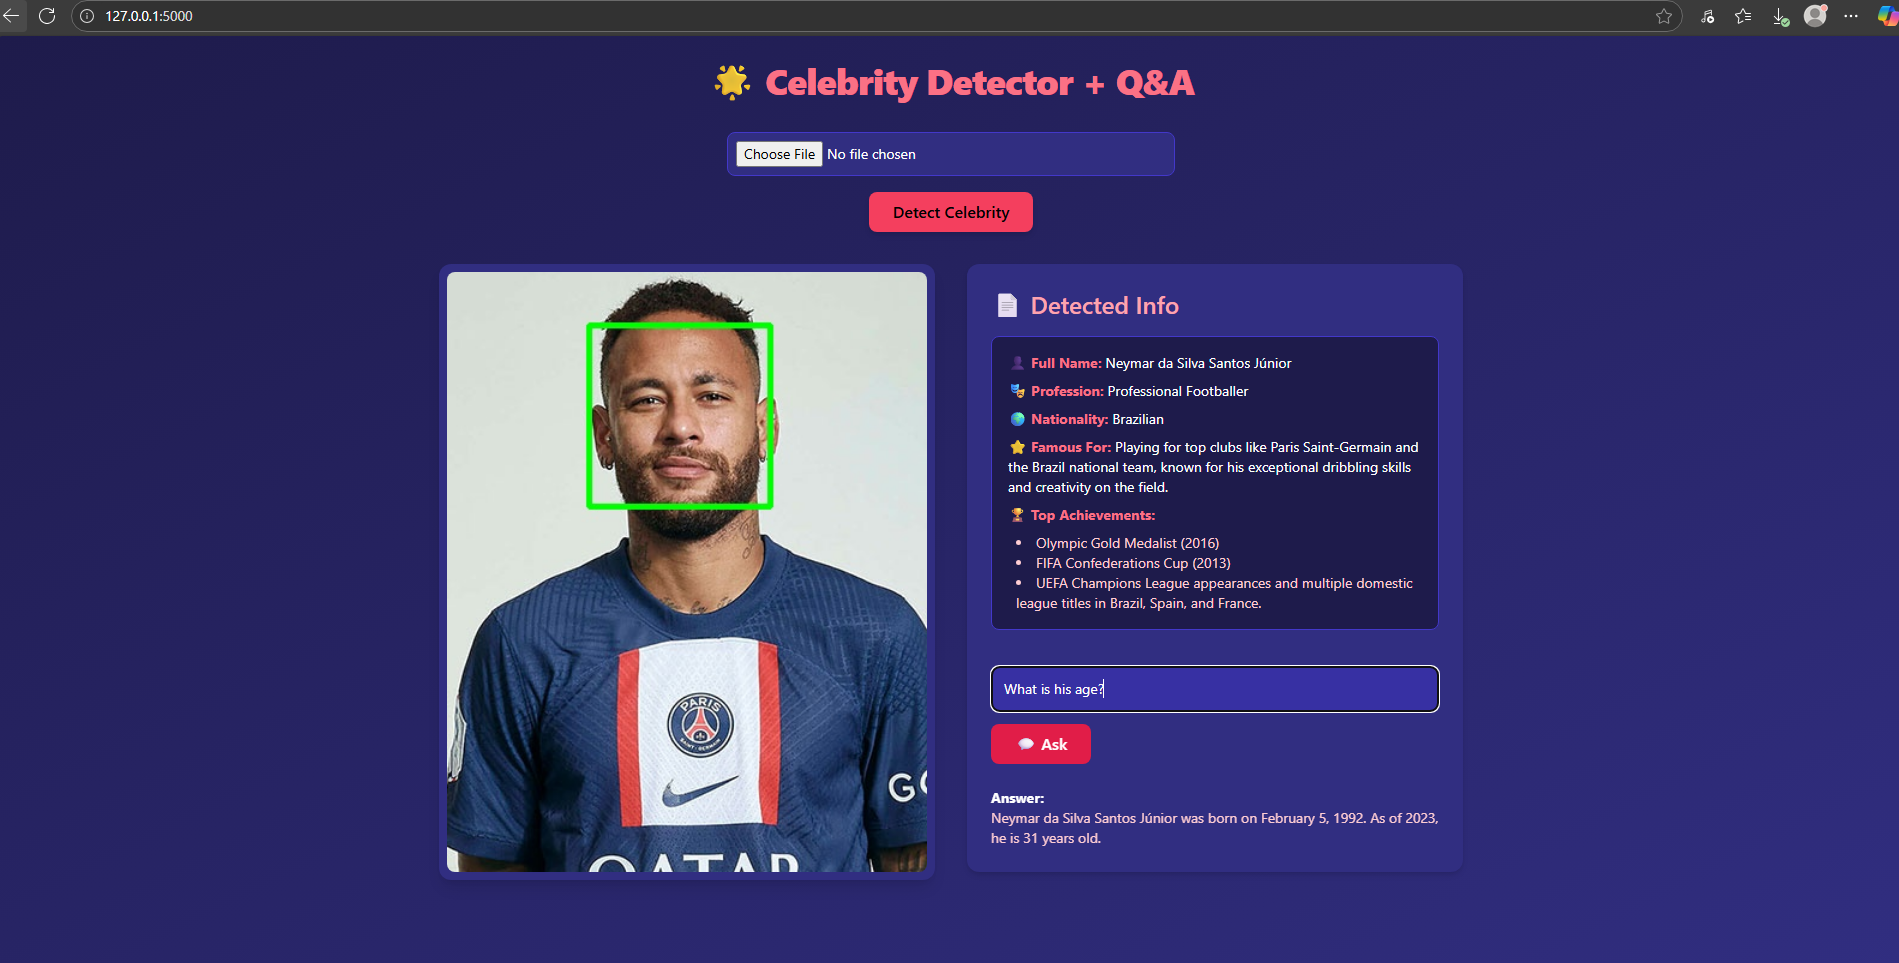 127.0.0.1:5000
🌟 Celebrity Detector + Q&A
Choose File No file chosen
Detect Celebrity
📄 Detected Info
👤 Full Name: Neymar da Silva Santos Júnior
🎭 Profession: Professional Footballer
🌍 Nationality: Brazilian
⭐ Famous For: Playing for top clubs like Paris Saint-Germain and
the Brazil national team, known for his exceptional dribbling skills
and creativity on the field.
🏆 Top Achievements:
• Olympic Gold Medalist (2016)
• FIFA Confederations Cup (2013)
• UEFA Champions League appearances and multiple domestic
league titles in Brazil, Spain, and France.
What is his age?
💬 Ask
Answer:
Neymar da Silva Santos Júnior was born on February 5, 1992. As of 2023,
he is 31 years old.
PARIS
SAINT-GERMAIN
GO
QATAR